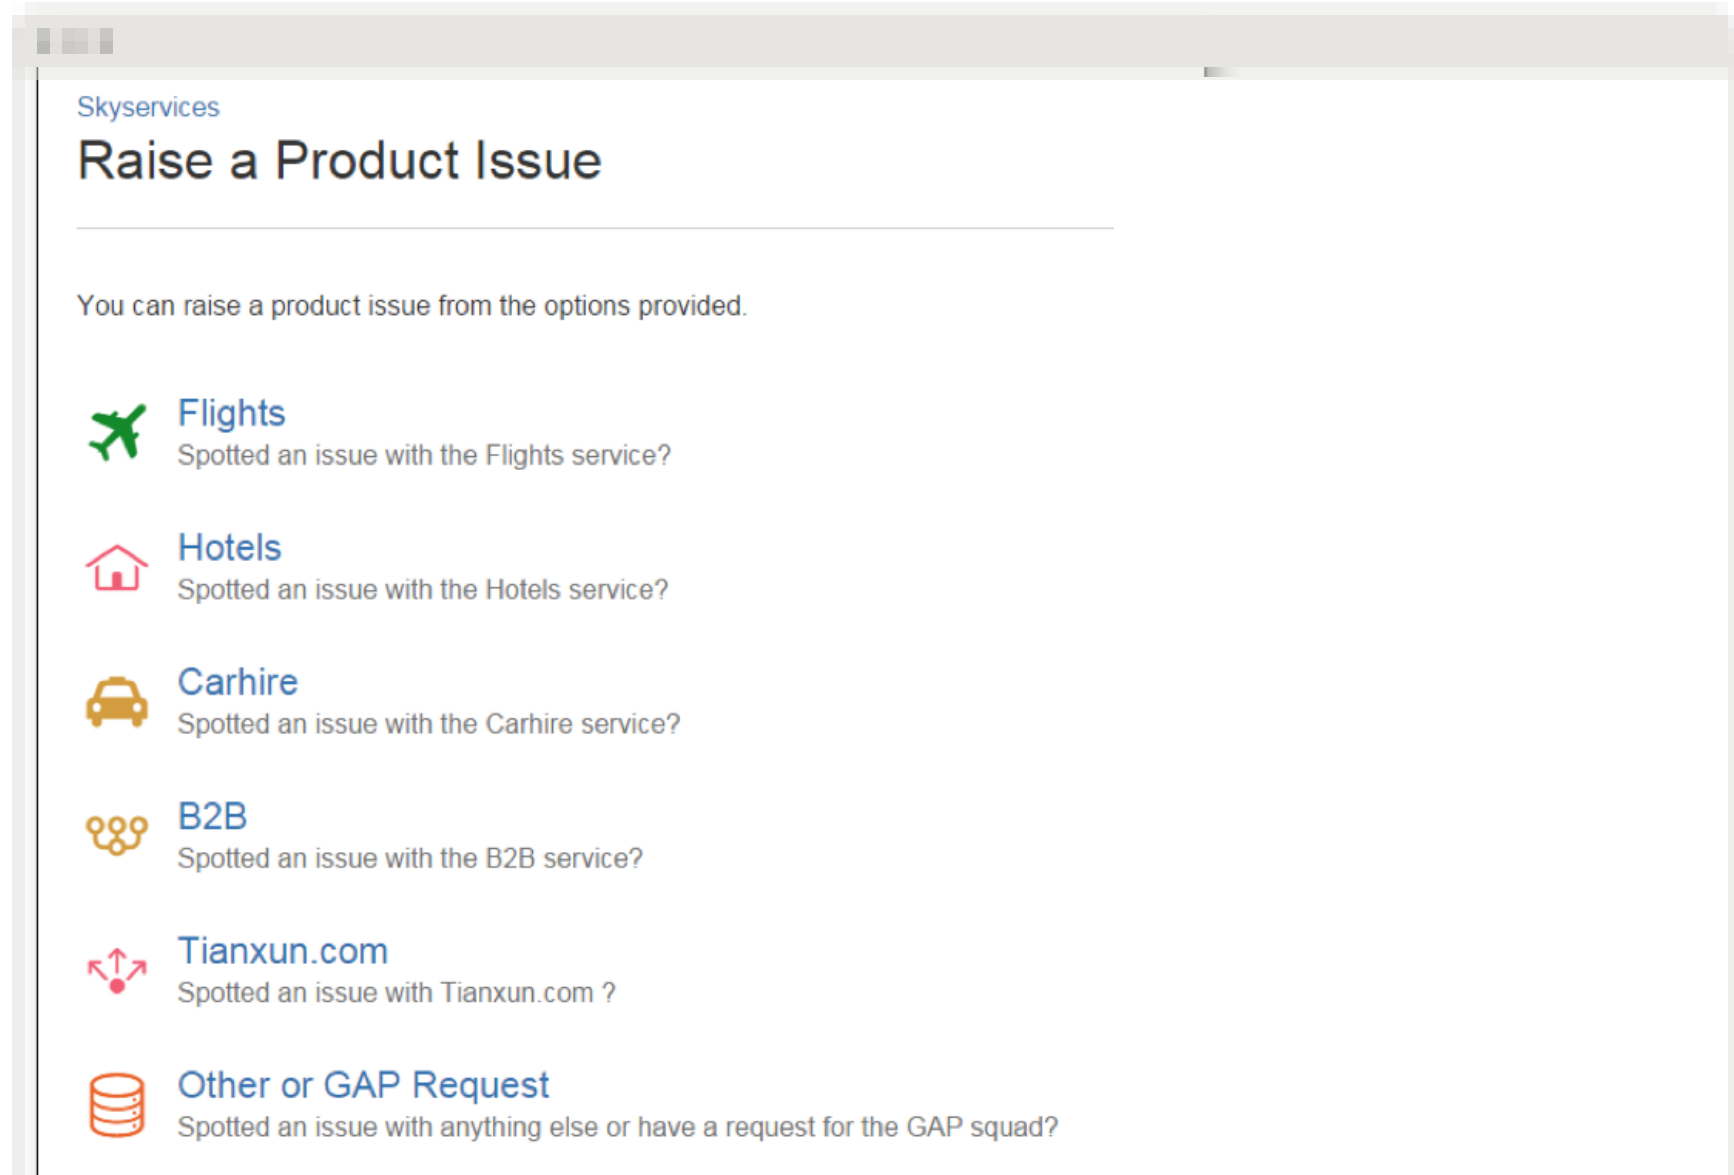 Skyservices
Raise a Product Issue
You can raise a product issue from the options provided.
Flights
Spotted an issue with the Flights service?
Hotels
Spotted an issue with the Hotels service?
Carhire
Spotted an issue with the Carhire service?
B2B
Spotted an issue with the B2B service?
Tianxun.com
Spotted an issue with Tianxun.com ?
Other or GAP Request
Spotted an issue with anything else or have a request for the GAP squad?